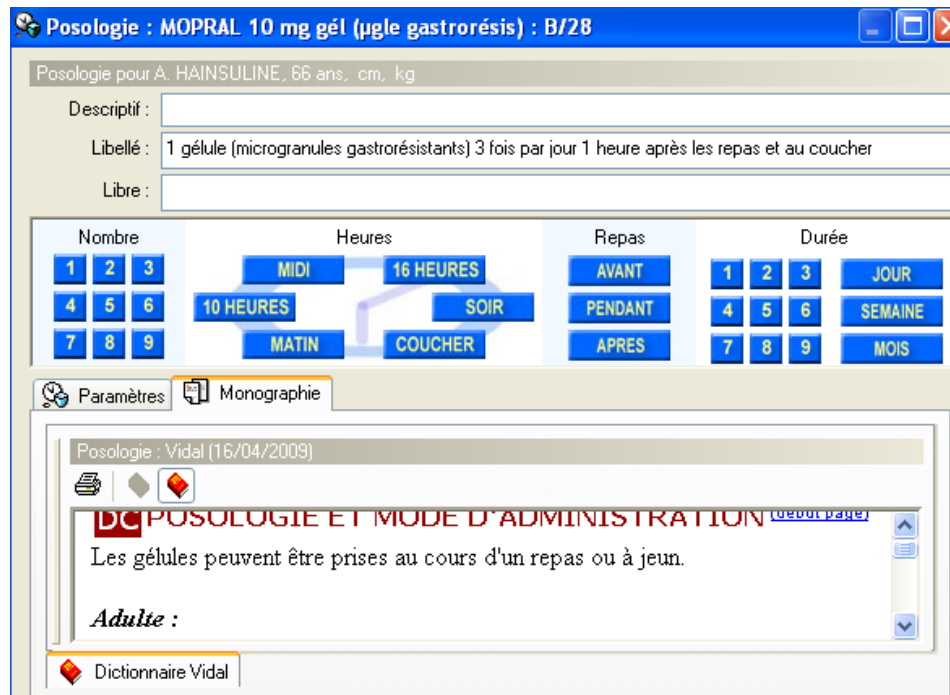 Posologie : MOPRAL 10 mg gél (µgle gastrorésis) : B/28
Posologie pour A. HAINSULINE, 66 ans, cm, kg
Descriptif :
Libellé : 1 gélule (microgranules gastrorésistants) 3 fois par jour 1 heure après les repas et au coucher
Libre :
Nombre Heures Repas Durée
1 2 3 MIDI 16 HEURES AVANT 1 2 3 JOUR
4 5 6 10 HEURES SOIR PENDANT 4 5 6 SEMAINE
7 8 9 MATIN COUCHER APRES 7 8 9 MOIS
Paramètres Monographie
Posologie : Vidal (16/04/2009)
DC POSOLOGIE ET MODE D'ADMINISTRATION (début page)
Les gélules peuvent être prises au cours d'un repas ou à jeun.
Adulte :
Dictionnaire Vidal